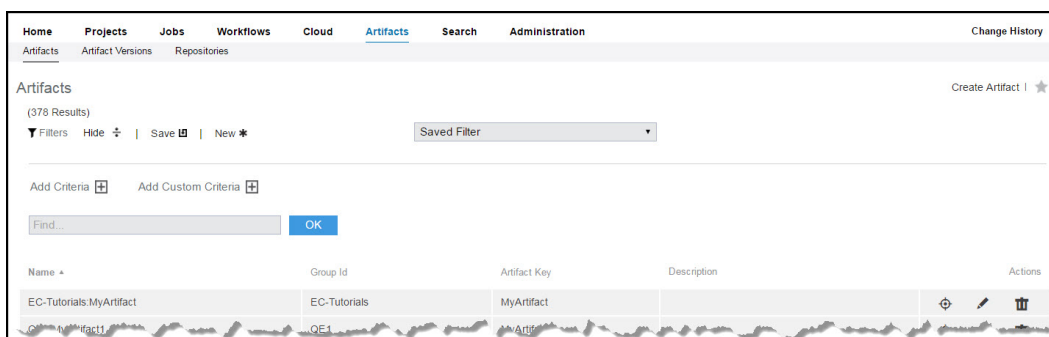 Home Projects Jobs Workflows Cloud Artifacts Search Administration Change History
Artifacts Artifact Versions Repositories
Artifacts
Create Artifact
(378 Results)
Filters Hide | Save | New
Saved Filter
Add Criteria Add Custom Criteria
Find... OK
Name Group Id Artifact Key Description Actions
EC-Tutorials:MyArtifact EC-Tutorials MyArtifact
QE1